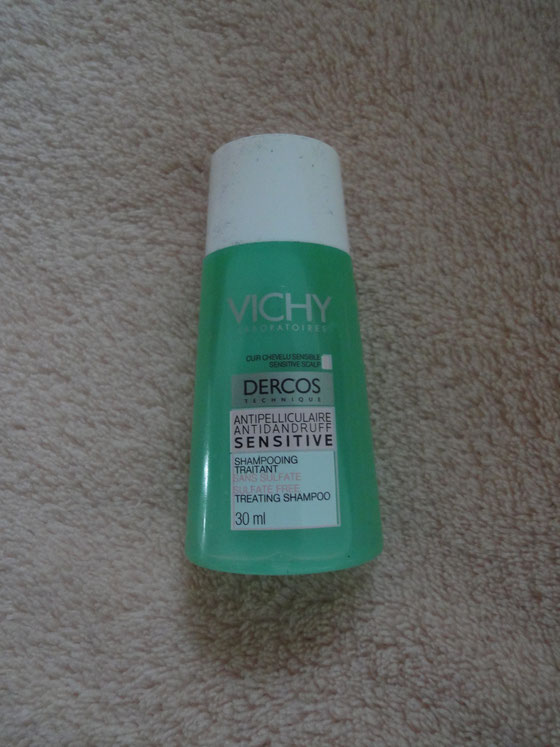 VICHY
LABORATOIRES
CUIR CHEVELU SENSIBLE
SENSITIVE SCALP
DERCOS
TECHNIQUE
ANTIPELLICULAIRE
ANTIDANDRUFF
SENSITIVE
SHAMPOOING
TRAITANT
SANS SULFATE
SULFATE FREE
TREATING SHAMPOO
30 ml